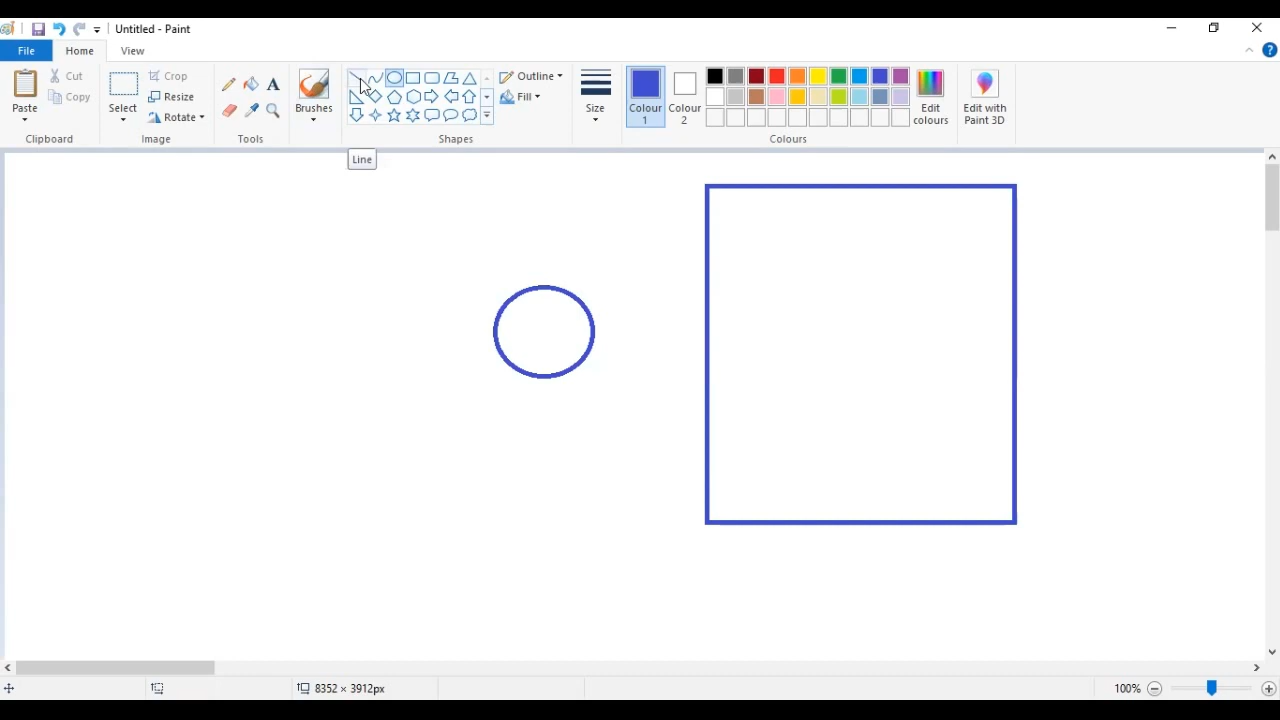 Untitled - Paint
File Home View
Paste
Cut
Copy
Clipboard
Select
Crop
Resize
Rotate
Image
Tools
Brushes
Shapes
Outline
Fill
Size
Colour 1
Colour 2
Colours
Edit colours
Edit with Paint 3D
Line
8352 × 3912px
100%